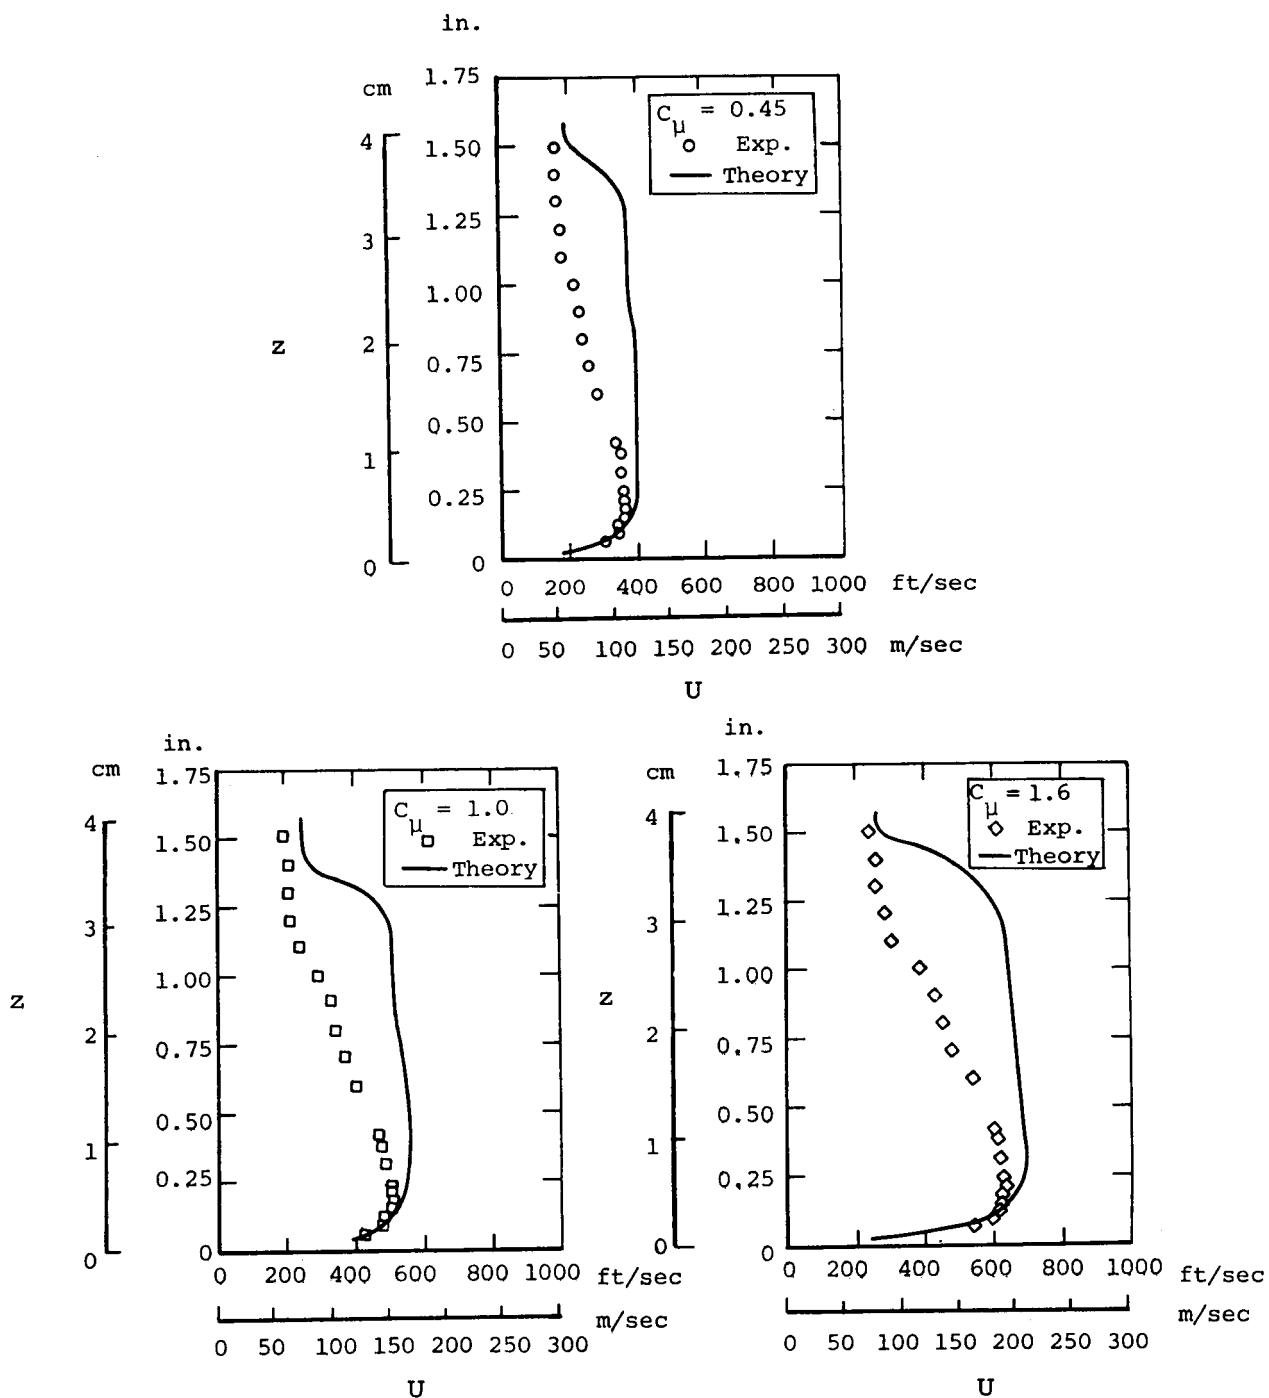 in.
cm
1.75
1.50
1.25
1.00
0.75
0.50
0.25
0
4
3
2
1
0
Z
C_μ = 0.45
Exp.
Theory
0 200 400 600 800 1000 ft/sec
0 50 100 150 200 250 300 m/sec
U
in.
cm
1.75
1.50
1.25
1.00
0.75
0.50
0.25
0
4
3
2
1
0
Z
C_μ = 1.0
Exp.
Theory
0 200 400 600 800 1000 ft/sec
m/sec
0 50 100 150 200 250 300
U
in.
cm
1.75
1.50
1.25
1.00
0.75
0.50
0.25
0
4
3
2
1
0
Z
C_μ = 1.6
Exp.
Theory
0 200 400 600 800 1000 ft/sec
m/sec
0 50 100 150 200 250 300
U